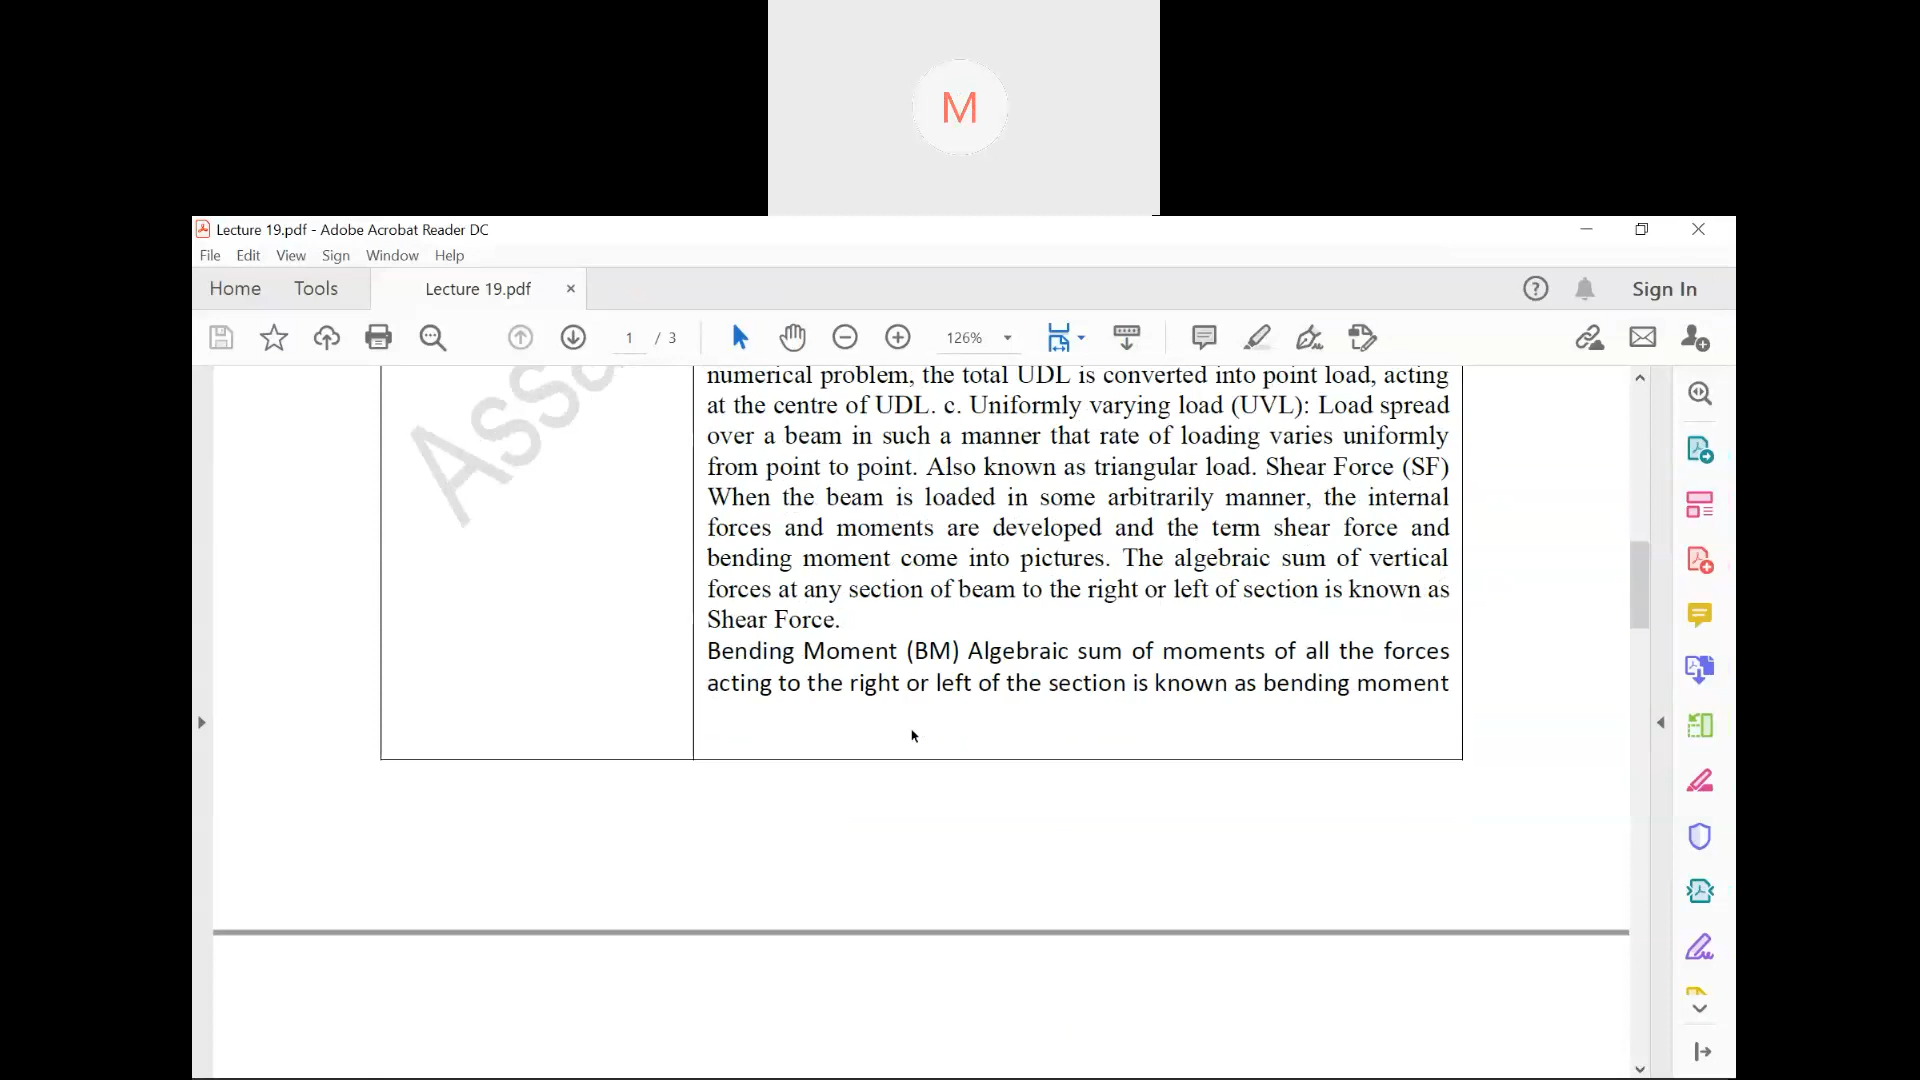 M
Lecture 19.pdf - Adobe Acrobat Reader DC
File Edit View Sign Window Help
Home Tools Lecture 19.pdf × Sign In
1 / 3 126%
numerical problem, the total UDL is converted into point load, acting
at the centre of UDL. c. Uniformly varying load (UVL): Load spread
over a beam in such a manner that rate of loading varies uniformly
from point to point. Also known as triangular load. Shear Force (SF)
When the beam is loaded in some arbitrarily manner, the internal
forces and moments are developed and the term shear force and
bending moment come into pictures. The algebraic sum of vertical
forces at any section of beam to the right or left of section is known as
Shear Force.
Bending Moment (BM) Algebraic sum of moments of all the forces
acting to the right or left of the section is known as bending moment